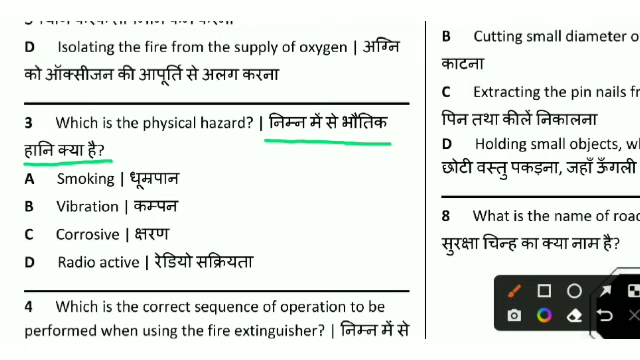 D Isolating the fire from the supply of oxygen | अग्नि
को ऑक्सीजन की आपूर्ति से अलग करना
3 Which is the physical hazard? | निम्न में से भौतिक
हानि क्या है?
A Smoking | धूम्रपान
B Vibration | कम्पन
C Corrosive | क्षरण
D Radio active | रेडियो सक्रियता
4 Which is the correct sequence of operation to be
performed when using the fire extinguisher? | निम्न में से
B Cutting small diameter
काटना
C Extracting the pin nails
पिन तथा कीलें निकालना
D Holding small objects,
छोटी वस्तु पकड़ना, जहाँ ऊँगली
8 What is the name of
सुरक्षा चिन्ह का क्या नाम है?